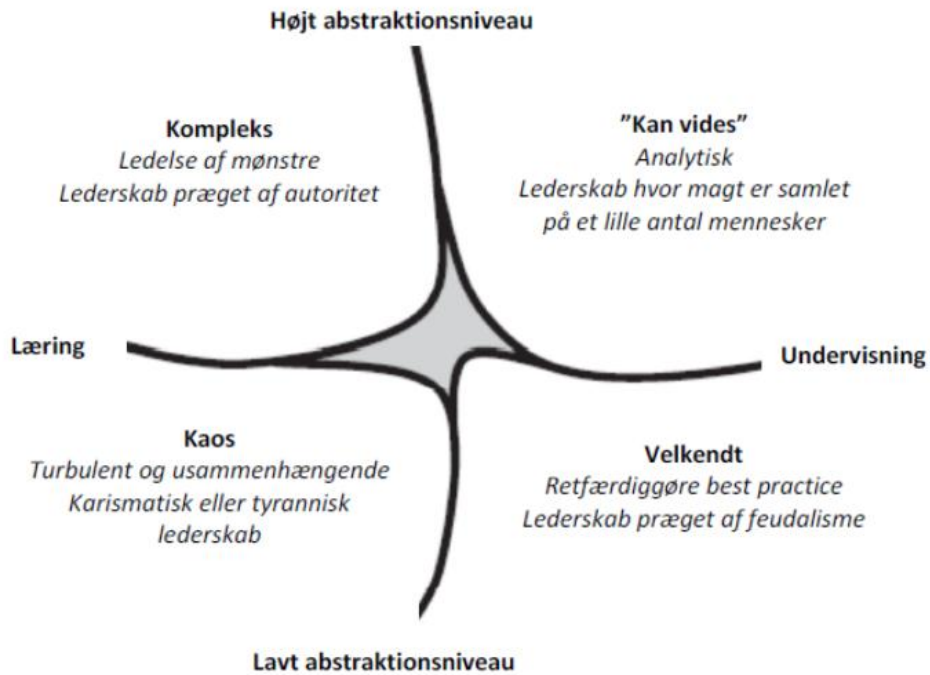 Højt abstraktionsniveau
Kompleks
Ledelse af mønstre
Lederskab præget af autoritet
”Kan vides”
Analytisk
Lederskab hvor magt er samlet
på et lille antal mennesker
Læring
Undervisning
Kaos
Turbulent og usammenhængende
Karismatisk eller tyrannisk
lederskab
Velkendt
Retfærdiggøre best practice
Lederskab præget af feudalisme
Lavt abstraktionsniveau